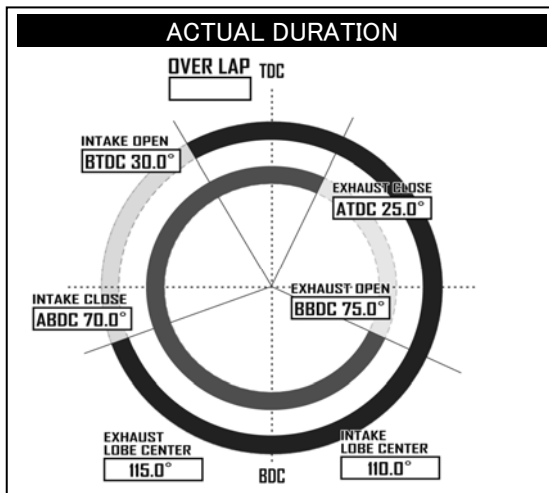 ACTUAL DURATION
OVER LAP
TDC
INTAKE OPEN
BTDC 30.0°
EXHAUST CLOSE
ATDC 25.0°
INTAKE CLOSE
ABDC 70.0°
EXHAUST OPEN
BBDC 75.0°
EXHAUST
LOBE CENTER
115.0°
BDC
INTAKE
LOBE CENTER
110.0°